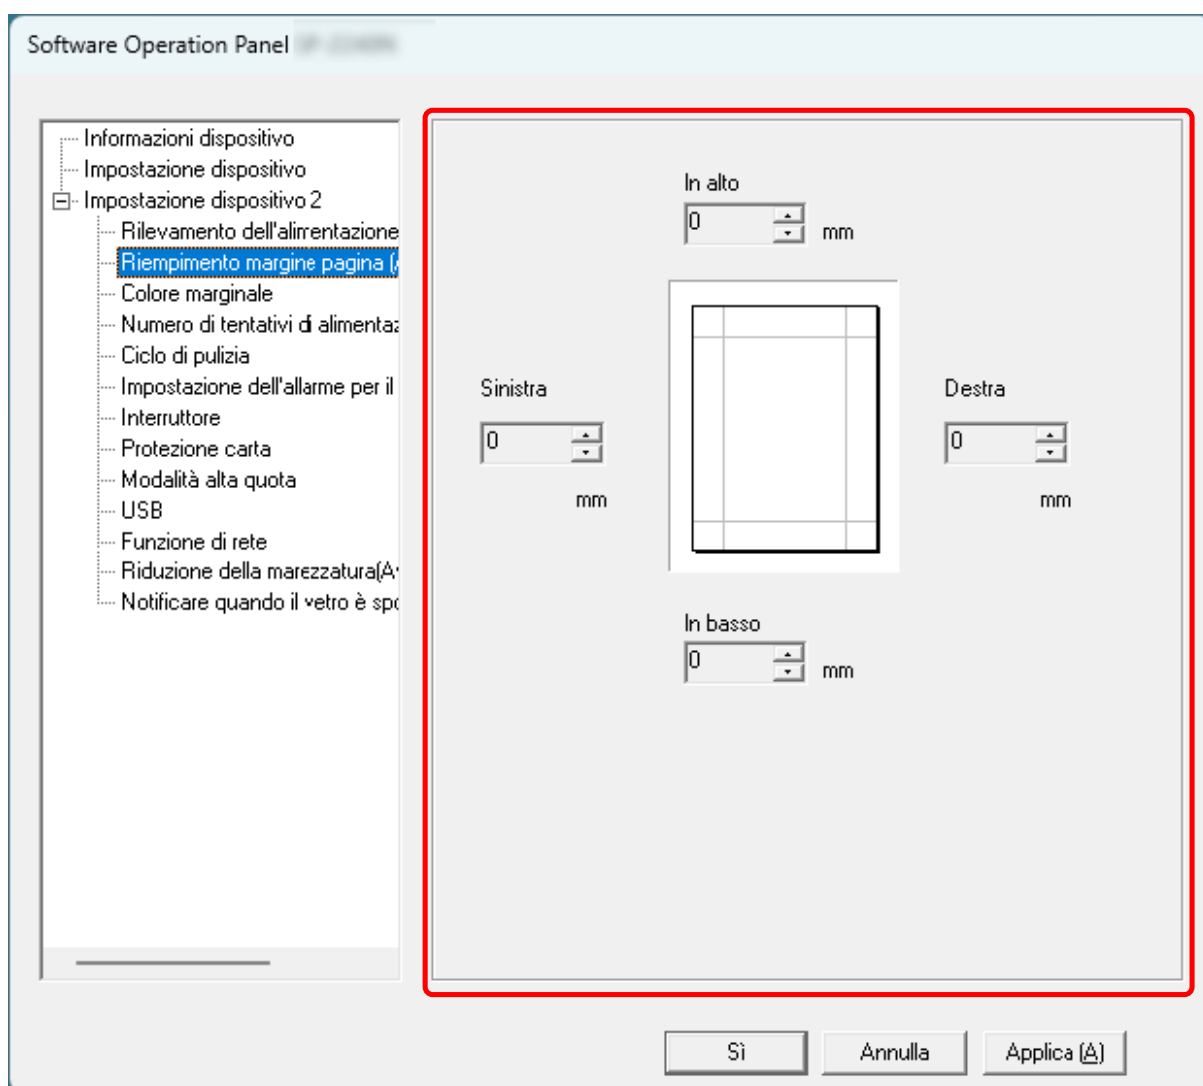 Software Operation Panel
Informazioni dispositivo
Impostazione dispositivo
Impostazione dispositivo 2
Rilevamento dell'alimentazione
Riempimento margine pagina (A
Colore marginale
Numero di tentativi di alimentaz
Ciclo di pulizia
Impostazione dell'allarme per il
Interruttore
Protezione carta
Modalità alta quota
USB
Funzione di rete
Riduzione della marezzatura(A
Notificare quando il vetro è spo
In alto
0 mm
Sinistra
0
mm
Destra
0
mm
In basso
0 mm
Sì
Annulla
Applica (A)